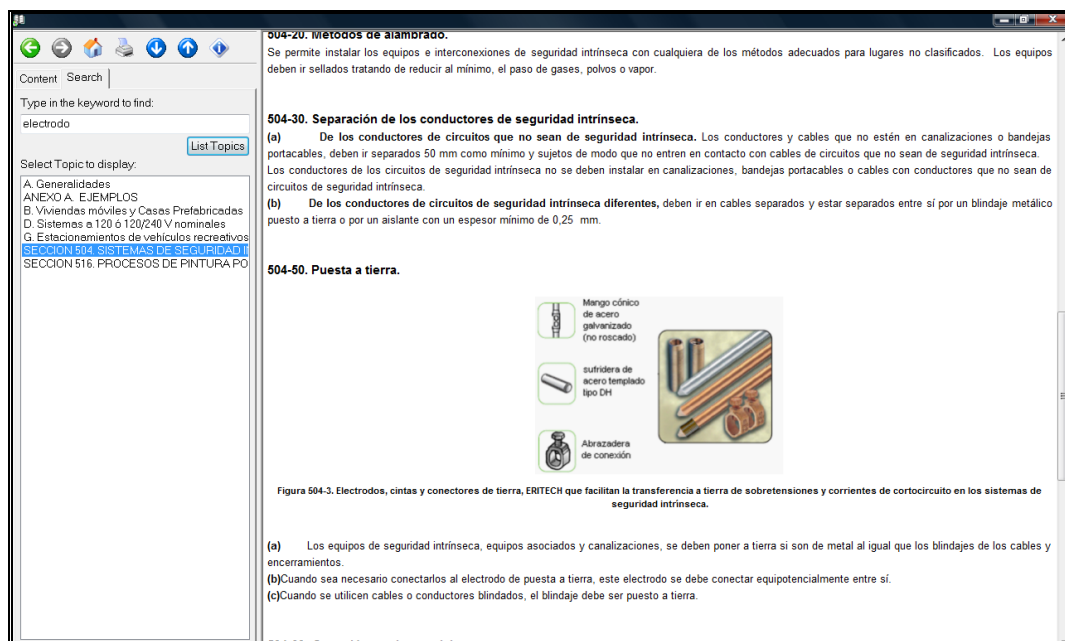 Content Search
Type in the keyword to find:
electrodo
List Topics
Select Topic to display:
A. Generalidades
ANEXO A. EJEMPLOS
B. Viviendas móviles y Casas Prefabricadas
D. Sistemas a 120 ó 120/240 V nominales
G. Estacionamientos de vehículos recreativos
SECCION 504. SISTEMAS DE SEGURIDAD I
SECCION 516. PROCESOS DE PINTURA PO
504-20. Métodos de alambrado.
Se permite instalar los equipos e interconexiones de seguridad intrínseca con cualquiera de los métodos adecuados para lugares no clasificados. Los equipos
deben ir sellados tratando de reducir al mínimo, el paso de gases, polvos o vapor.
504-30. Separación de los conductores de seguridad intrínseca.
(a) De los conductores de circuitos que no sean de seguridad intrínseca. Los conductores y cables que no estén en canalizaciones o bandejas
portacables, deben ir separados 50 mm como mínimo y sujetos de modo que no entren en contacto con cables de circuitos que no sean de seguridad intrínseca.
Los conductores de los circuitos de seguridad intrínseca no se deben instalar en canalizaciones, bandejas portacables o cables con conductores que no sean de
circuitos de seguridad intrínseca.
(b) De los conductores de circuitos de seguridad intrínseca diferentes, deben ir en cables separados y estar separados entre sí por un blindaje metálico
puesto a tierra o por un aislante con un espesor mínimo de 0,25 mm.
504-50. Puesta a tierra.
Mango cónico
de acero
galvanizado
(no roscado)
sufridera de
acero templado
tipo DH
Abrazadera
de conexión
Figura 504-3. Electrodos, cintas y conectores de tierra, ERITECH que facilitan la transferencia a tierra de sobretensiones y corrientes de cortocircuito en los sistemas de
seguridad intrínseca.
(a) Los equipos de seguridad intrínseca, equipos asociados y canalizaciones, se deben poner a tierra si son de metal al igual que los blindajes de los cables y
encerramientos.
(b)Cuando sea necesario conectarlos al electrodo de puesta a tierra, este electrodo se debe conectar equipotencialmente entre sí.
(c)Cuando se utilicen cables o conductores blindados, el blindaje debe ser puesto a tierra.